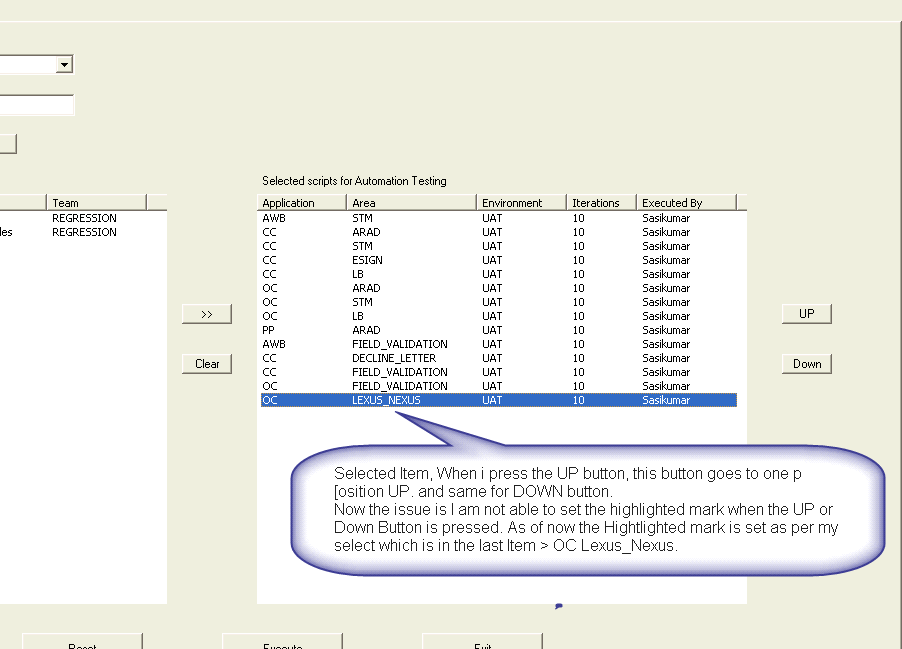 Selected scripts for Automation Testing
Team
REGRESSION
les REGRESSION
Application Area Environment Iterations Executed By
AWB STM UAT 10 Sasikumar
CC ARAD UAT 10 Sasikumar
CC STM UAT 10 Sasikumar
CC ESIGN UAT 10 Sasikumar
CC LB UAT 10 Sasikumar
OC ARAD UAT 10 Sasikumar
OC STM UAT 10 Sasikumar
OC LB UAT 10 Sasikumar
PP ARAD UAT 10 Sasikumar
AWB FIELD_VALIDATION UAT 10 Sasikumar
CC DECLINE_LETTER UAT 10 Sasikumar
CC FIELD_VALIDATION UAT 10 Sasikumar
OC FIELD_VALIDATION UAT 10 Sasikumar
OC LEXUS_NEXUS UAT 10 Sasikumar
>>
Clear
UP
Down
Selected Item, When i press the UP button, this button goes to one p
[osition UP. and same for DOWN button.
Now the issue is I am not able to set the highlighted mark when the UP or
Down Button is pressed. As of now the Hightlighted mark is set as per my
select which is in the last Item > OC Lexus_Nexus.
Reset Execute Exit